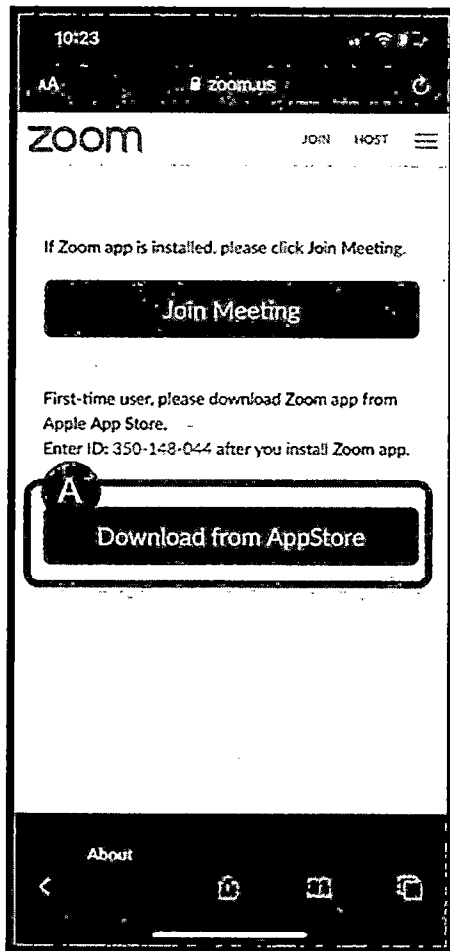 10:23
AA
zoom.us
zoom
JOIN HOST
If Zoom app is installed, please click Join Meeting.
Join Meeting
First-time user, please download Zoom app from
Apple App Store.
Enter ID: 350-148-044 after you install Zoom app.
A
Download from AppStore
About